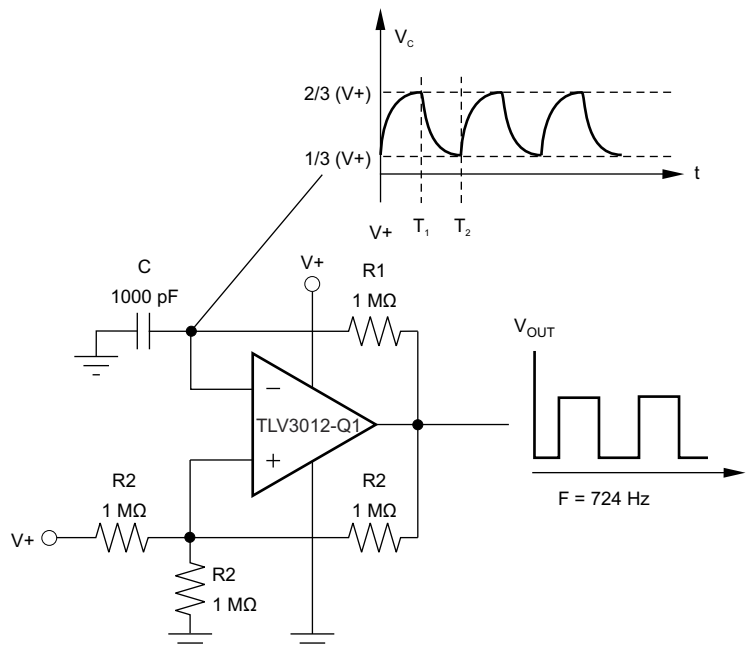 V_C
2/3 (V+)
1/3 (V+)
t
V+
T_1
T_2
C
1000 pF
V+
R1
1 MΩ
V_OUT
−
TLV3012-Q1
+
R2
1 MΩ
R2
1 MΩ
F = 724 Hz
V+
R2
1 MΩ